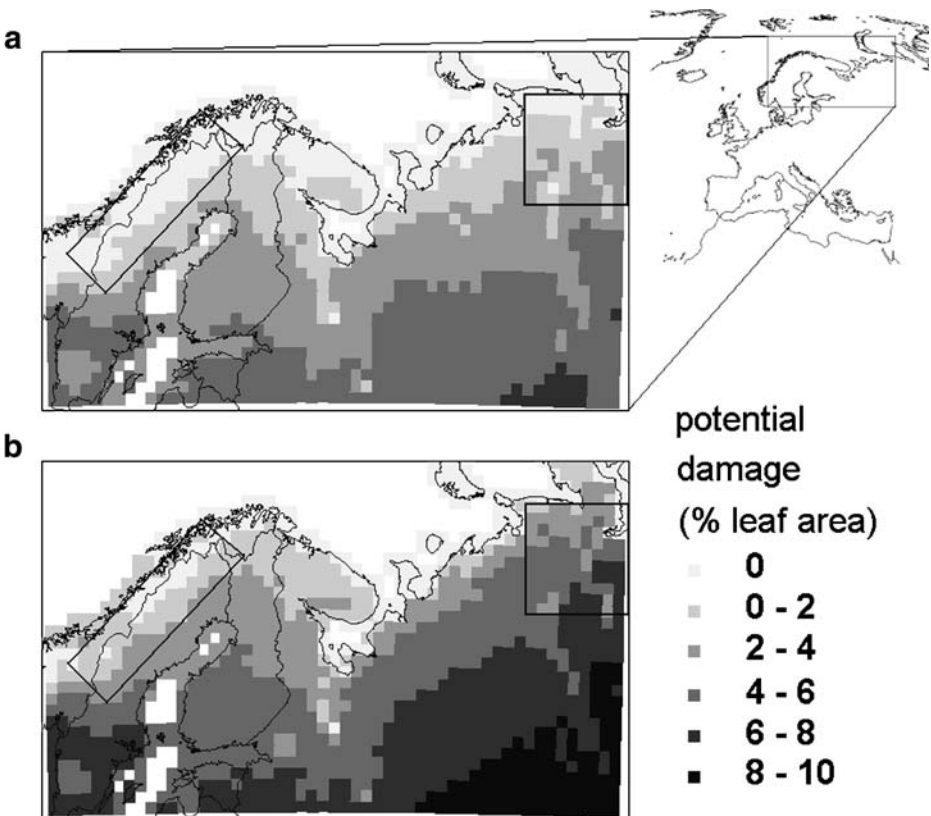 a
b
potential
damage
(% leaf area)
0
0 - 2
2 - 4
4 - 6
6 - 8
8 - 10